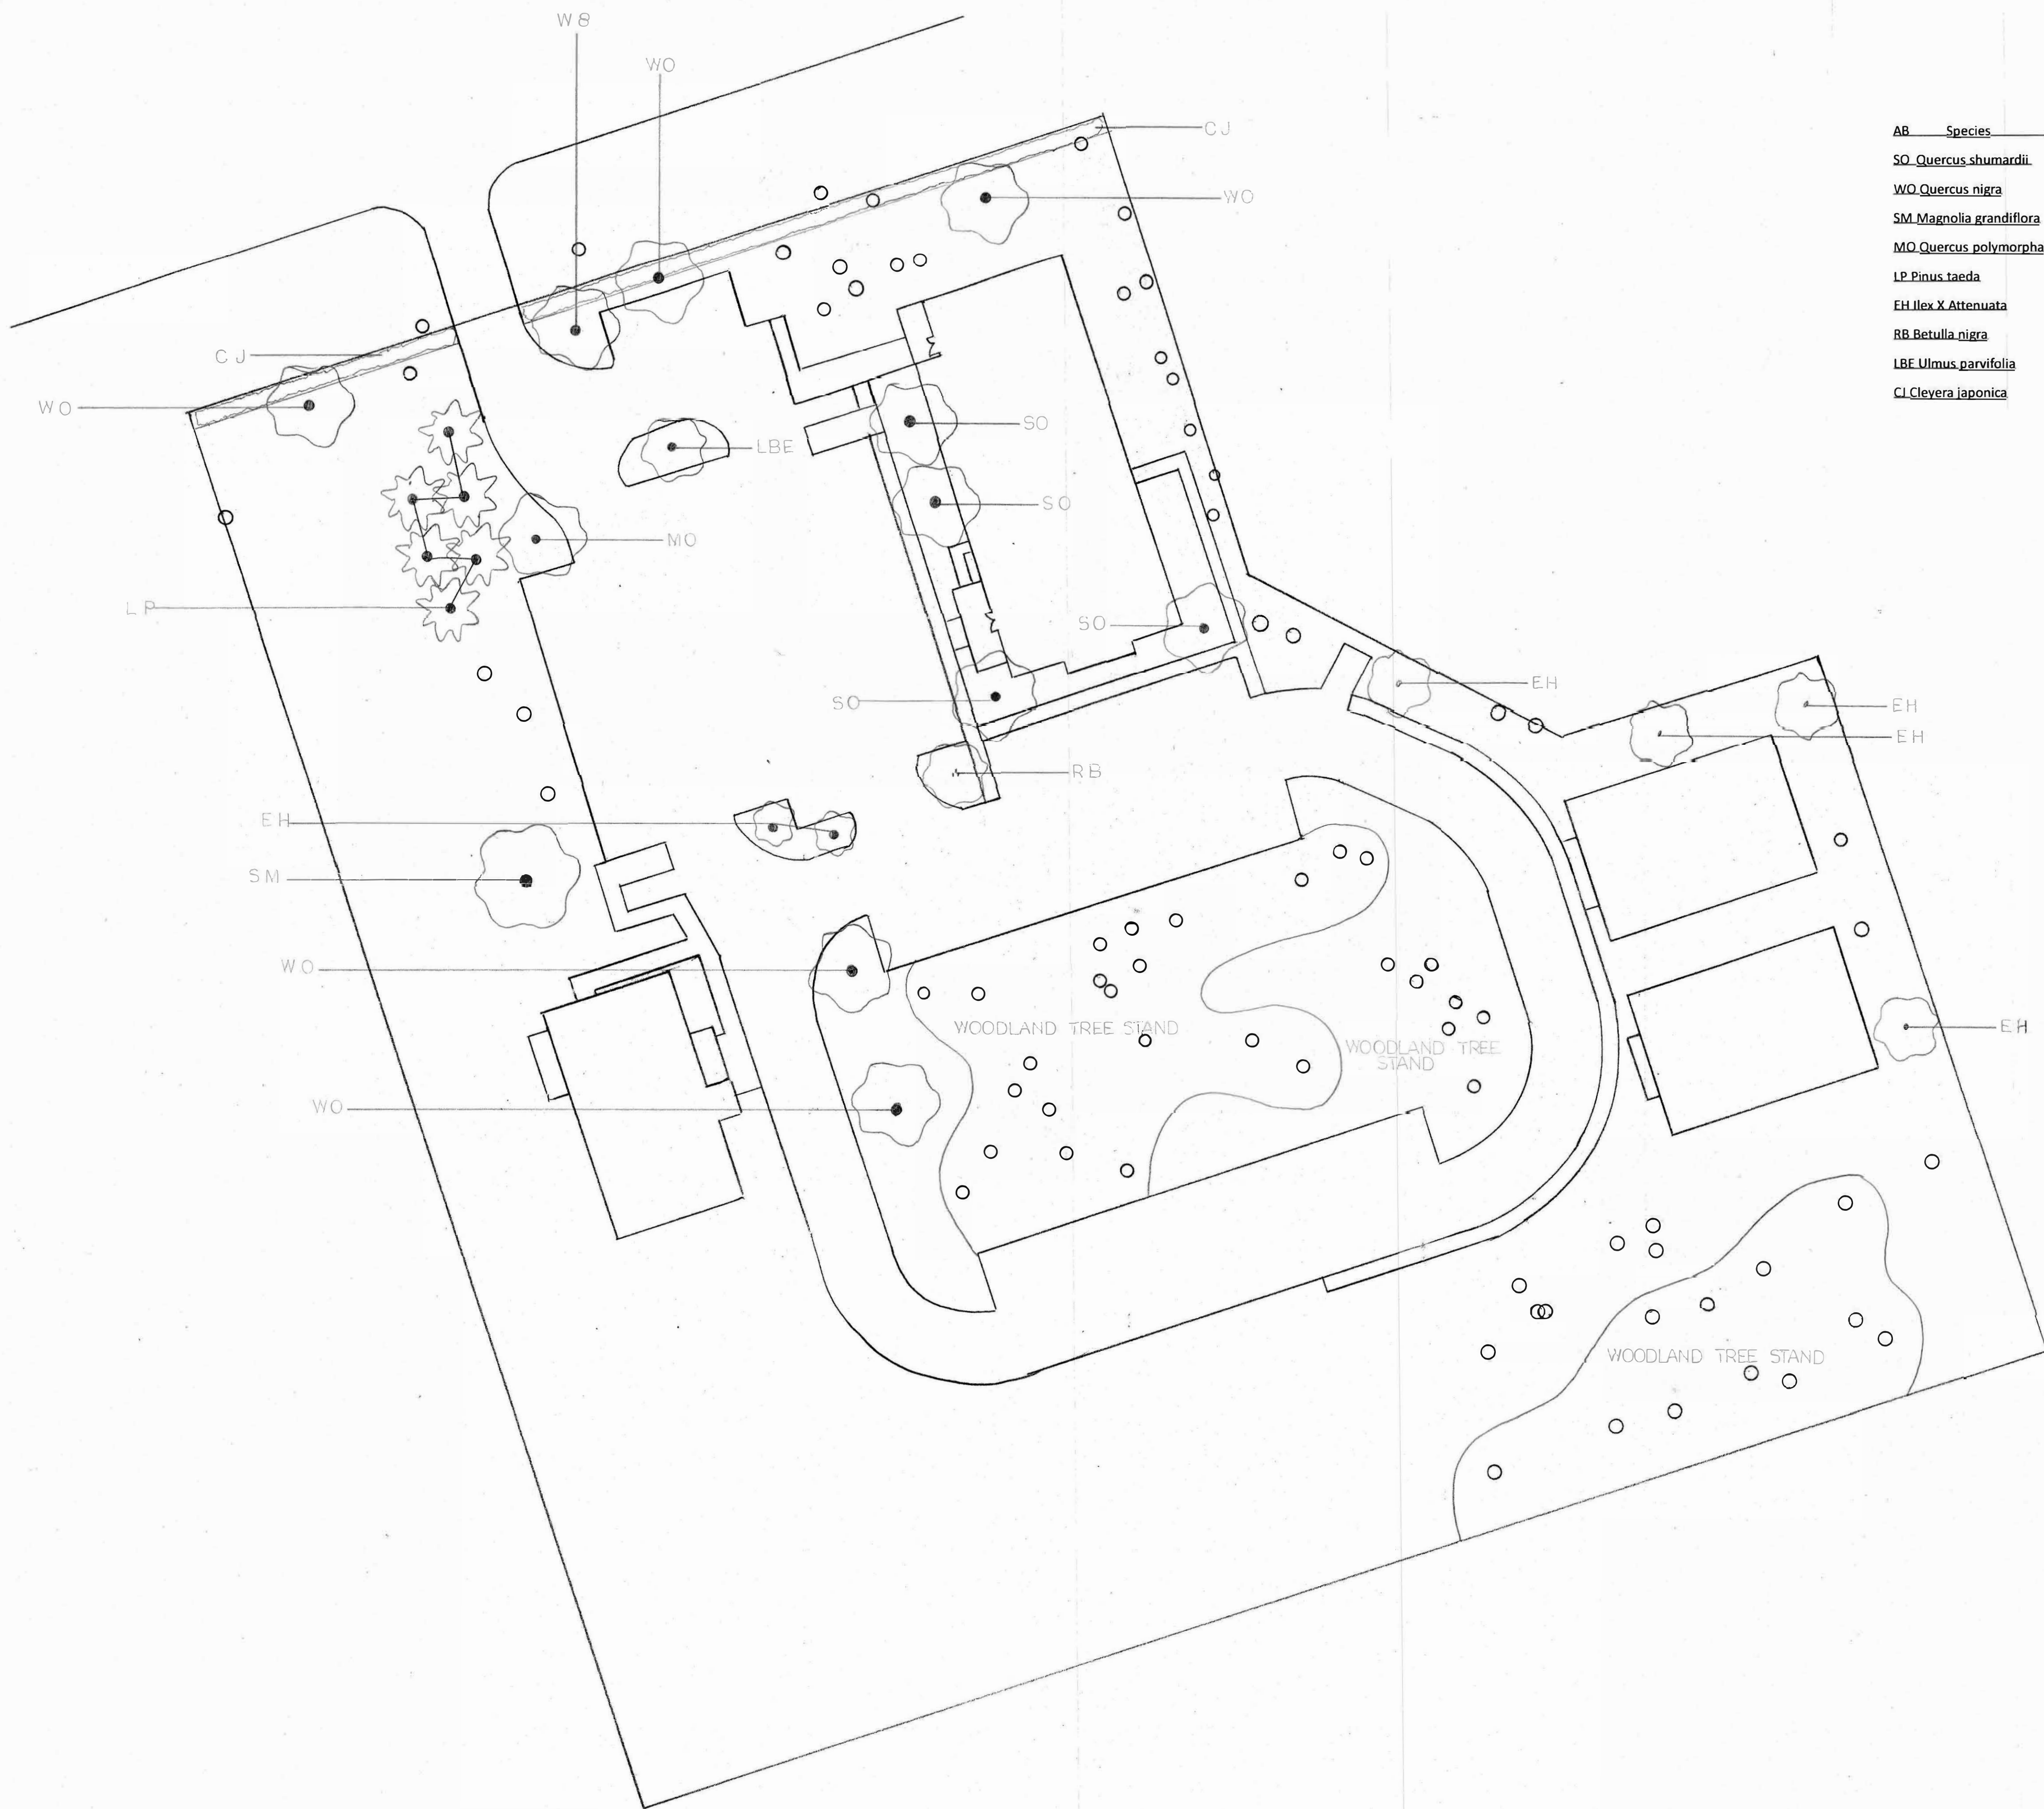 W8
WO
CJ
WO
AB Species
SO Quercus shumardii
WO Quercus nigra
SM Magnolia grandiflora
MO Quercus polymorpha
LP Pinus taeda
EH Ilex X Attenuata
RB Betulla nigra
LBE Ulmus parvifolia
CJ Cleyera japonica
CJ
WO
SO
LBE
SO
MO
LP
SO
EH
SO
EH
EH
RB
EH
SM
WO
WOODLAND TREE STAND
EH
WOODLAND TREE
STAND
WO
WOODLAND TREE STAND